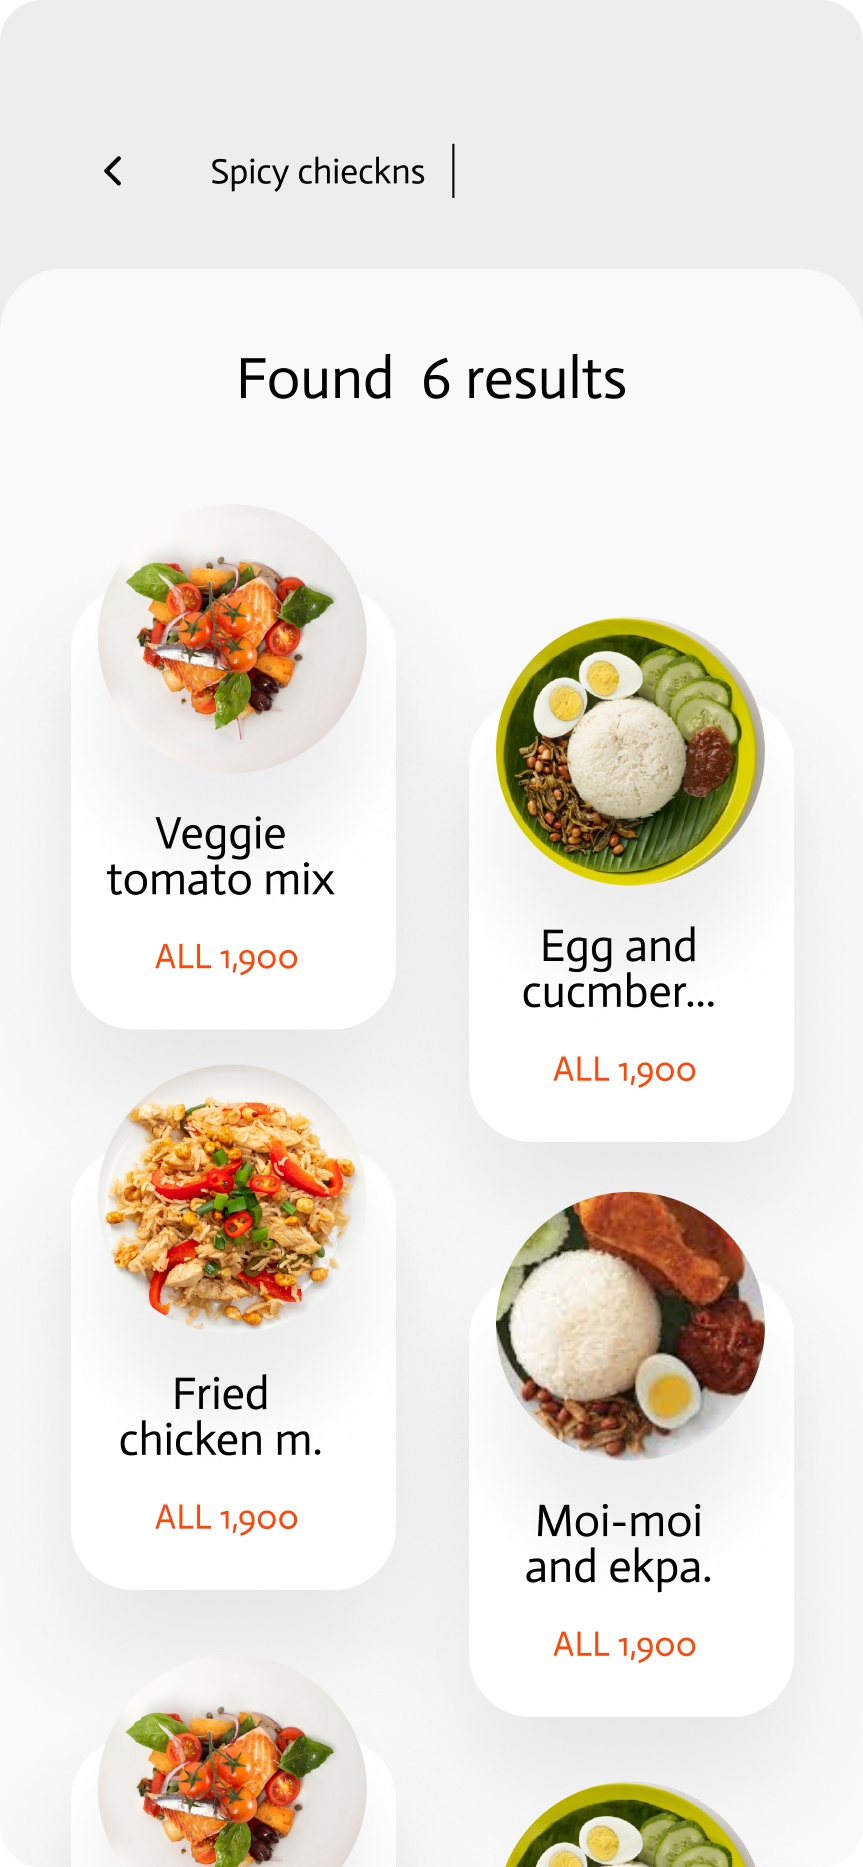 Spicy chieckns
Found 6 results
Veggie
tomato mix
ALL 1,900
Egg and
cucmber...
ALL 1,900
Fried
chicken m.
ALL 1,900
Moi-moi
and ekpa.
ALL 1,900